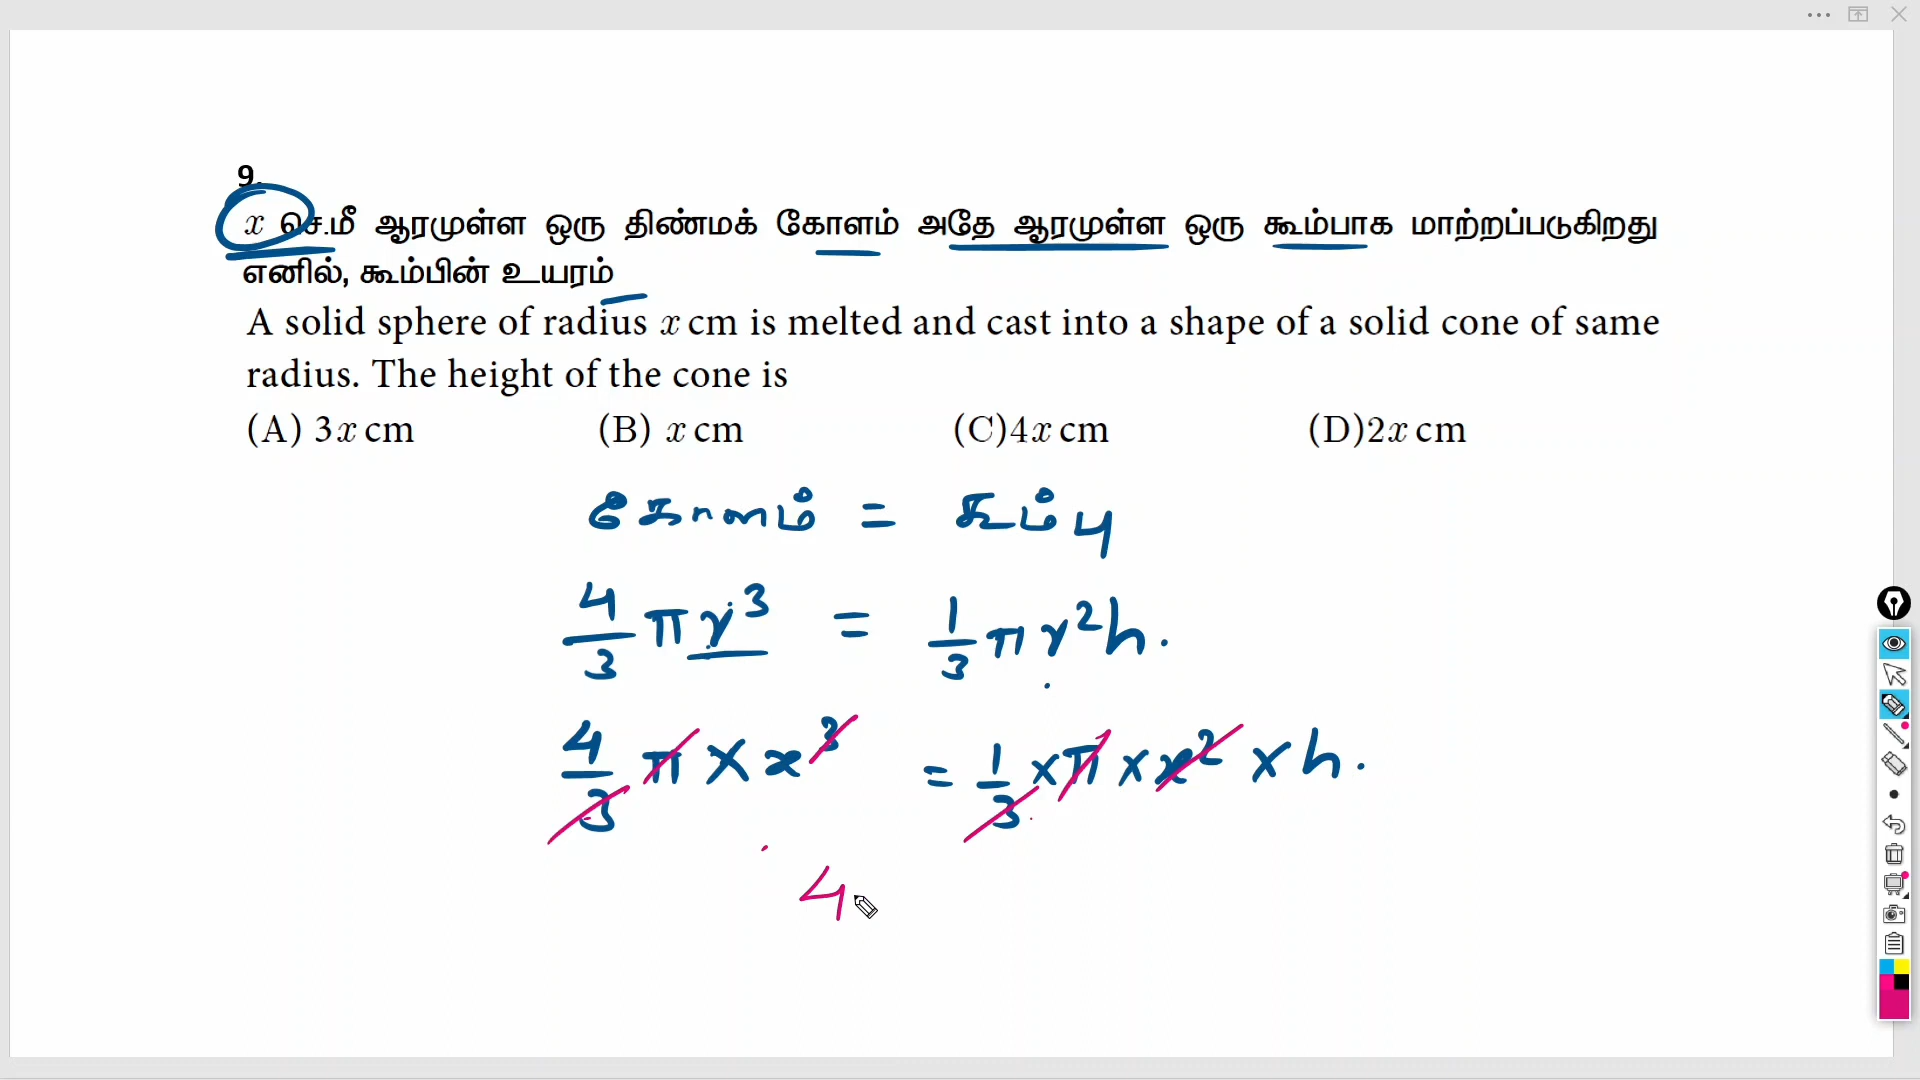 9.
x செ.மீ ஆரமுள்ள ஒரு திண்மக் கோளம் அதே ஆரமுள்ள ஒரு கூம்பாக மாற்றப்படுகிறது
எனில், கூம்பின் உயரம்
A solid sphere of radius x cm is melted and cast into a shape of a solid cone of same
radius. The height of the cone is
(A) 3x cm (B) x cm (C)4x cm (D)2x cm
கோளம் = கூம்பு
4/3 π r³ = 1/3 π r² h.
4/3 π × x³ = 1/3 × π × x² × h.
4